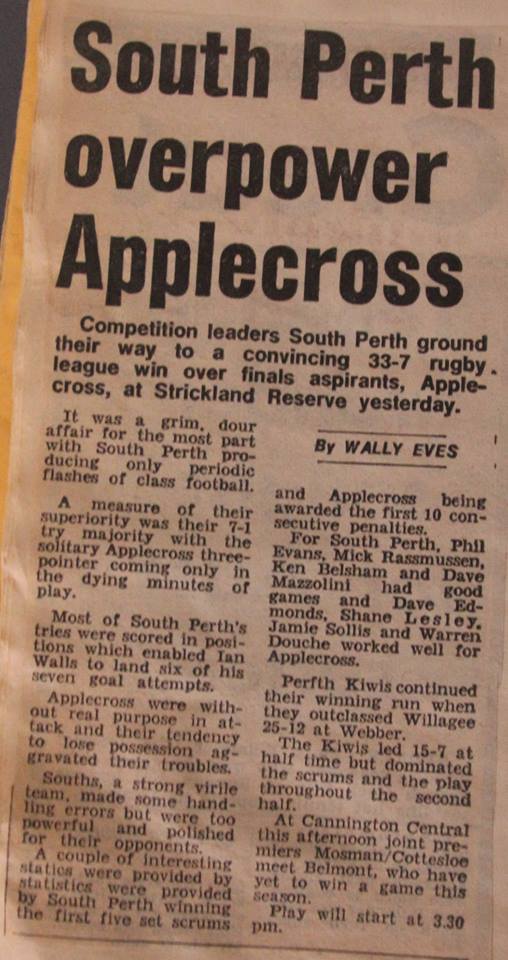 South Perth
overpower
Applecross
Competition leaders South Perth ground
their way to a convincing 33-7 rugby
league win over finals aspirants, Apple-
cross, at Strickland Reserve yesterday.
It was a grim, dour
affair for the most part
with South Perth pro-
ducing only periodic
flashes of class football.
A measure of their
superiority was their 7-1
try majority with the
solitary Applecross three-
pointer coming only in
the dying minutes of
play.
Most of South Perth's
tries were scored in posi-
tions which enabled Ian
Walls to land six of his
seven goal attempts.
Applecross were with-
out real purpose in at-
tack and their tendency
to lose possession ag-
gravated their troubles.
Souths, a strong virile
team, made some hand-
ling errors but were too
powerful and polished
for their opponents.
A couple of interesting
statics were provided by
statistics were provided
by South Perth winning
the first five set scrums
By WALLY EVES
and Applecross being
awarded the first 10 con-
secutive penalties.
For South Perth, Phil
Evans, Mick Rassmussen,
Ken Belsham and Dave
Mazzolini had good
games and Dave Ed-
monds, Shane Lesley,
Jamie Sollis and Warren
Douche worked well for
Applecross.
Perfth Kiwis continued
their winning run when
they outclassed Willagee
25-12 at Webber.
The Kiwis led 15-7 at
half time but dominated
the scrums and the play
throughout the second
half.
At Cannington Central
this afternoon joint pre-
miers Mosman/Cottesloe
meet Belmont, who have
yet to win a game this
season.
Play will start at 3.30
pm.